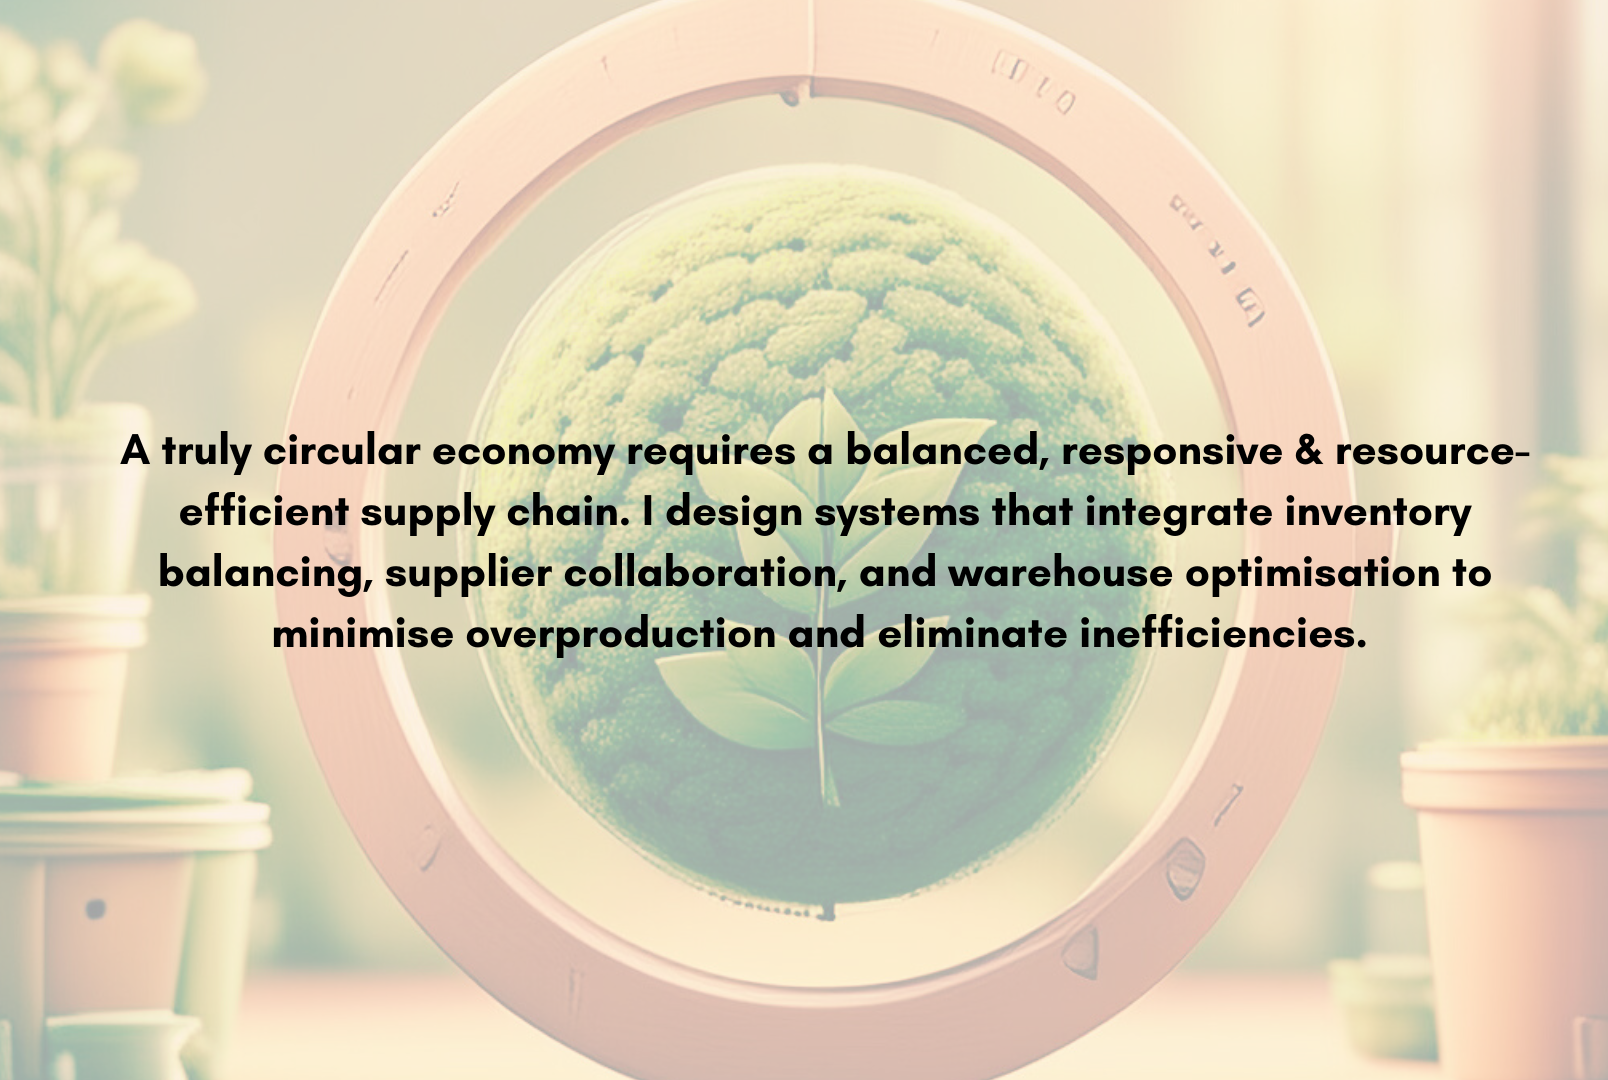 A truly circular economy requires a balanced, responsive & resource-
efficient supply chain. I design systems that integrate inventory
balancing, supplier collaboration, and warehouse optimisation to
minimise overproduction and eliminate inefficiencies.